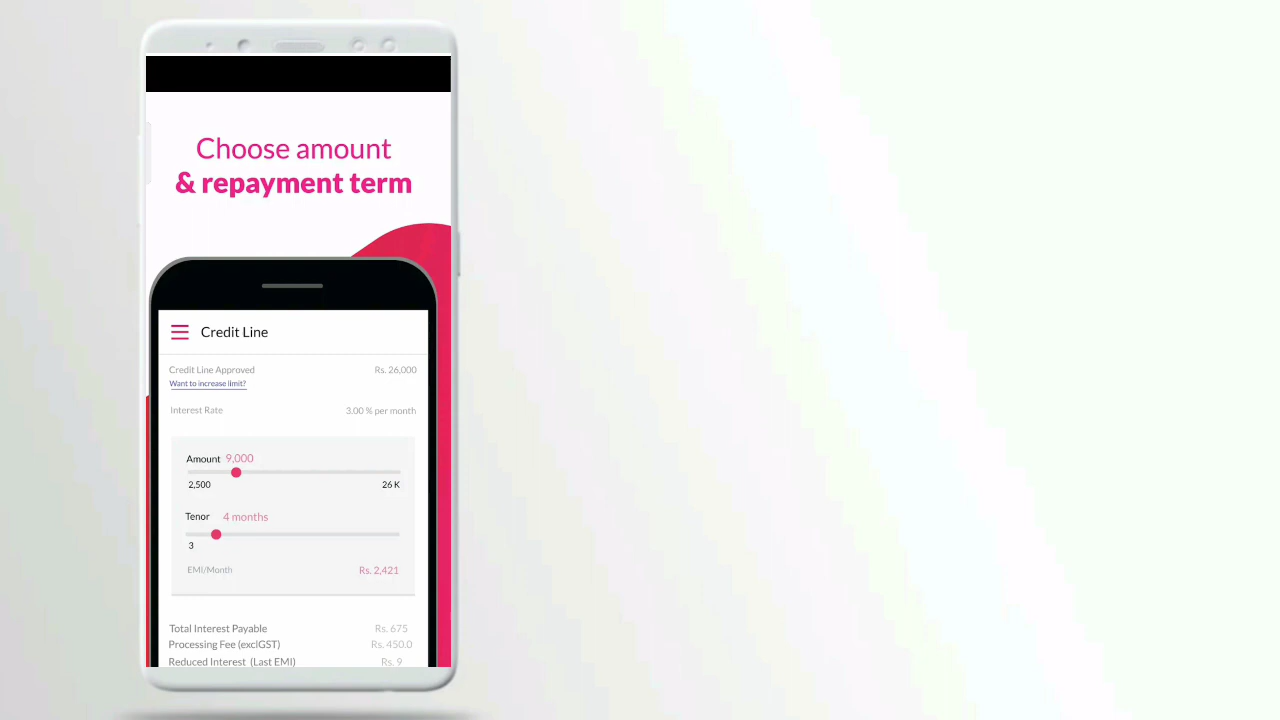 Choose amount
& repayment term
Credit Line
Credit Line Approved Rs. 26,000
Want to increase limit?
Interest Rate 3,00 % per month
Amount 9,000
2,500 26 K
Tenor 4 months
3
EMI/Month Rs. 2,421
Total Interest Payable Rs. 675
Processing Fee (exclGST) Rs. 450.0
Reduced Interest (Last EMI) Rs. 9